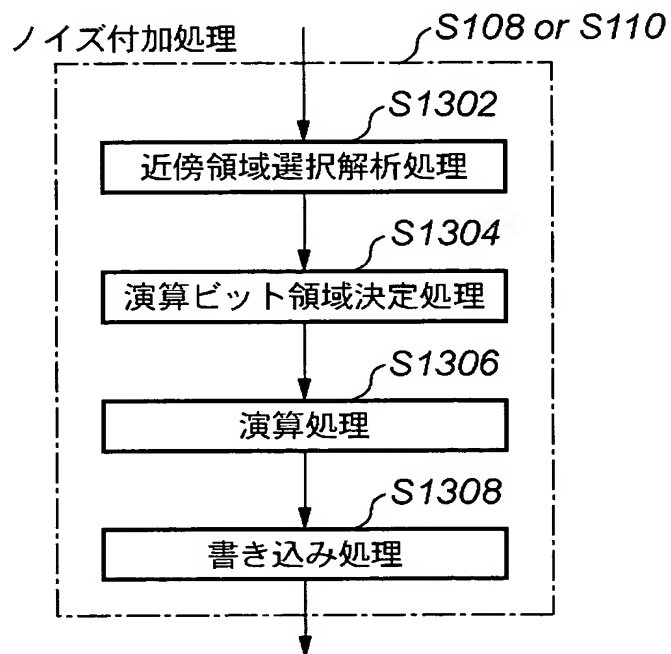 ノイズ付加処理
S108 or S110
S1302
近傍領域選択解析処理
S1304
演算ビット領域決定処理
S1306
演算処理
S1308
書き込み処理